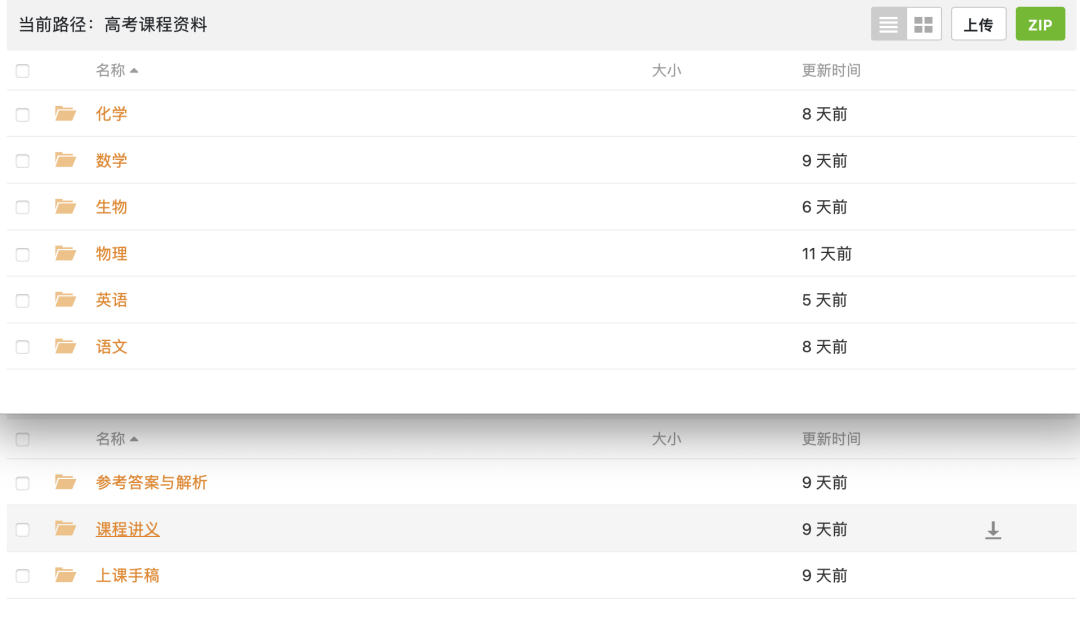 当前路径：高考课程资料 上传 ZIP
名称 大小 更新时间
化学 8 天前
数学 9 天前
生物 6 天前
物理 11 天前
英语 5 天前
语文 8 天前
名称 大小 更新时间
参考答案与解析 9 天前
课程讲义 9 天前
上课手稿 9 天前